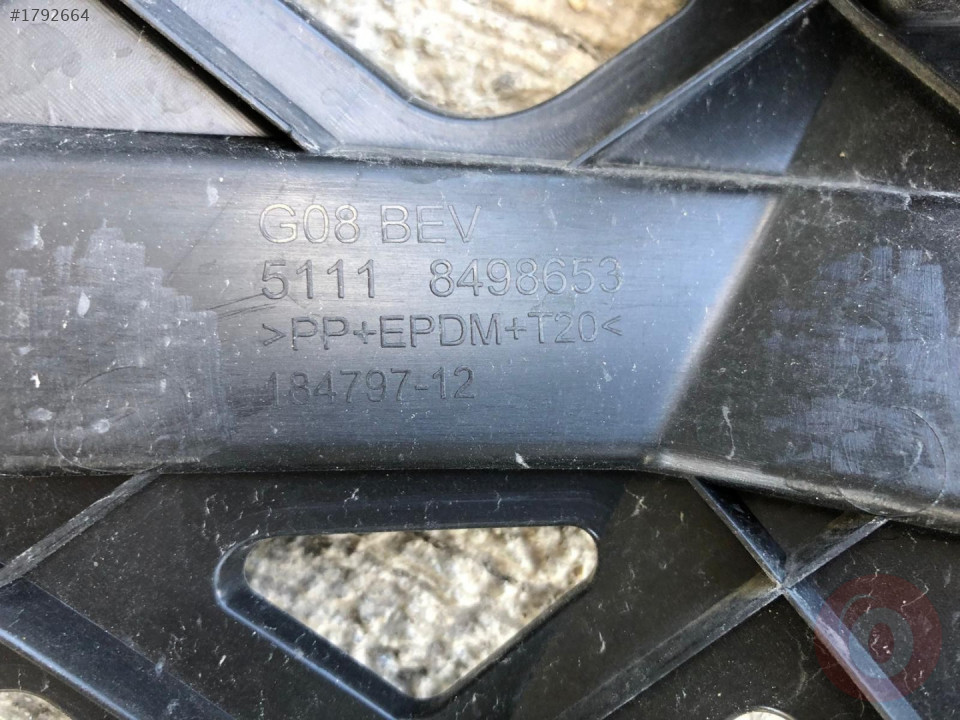 #1792664
G08 BEV
5111 8498653
>PP+EPDM+T20<
184797-12